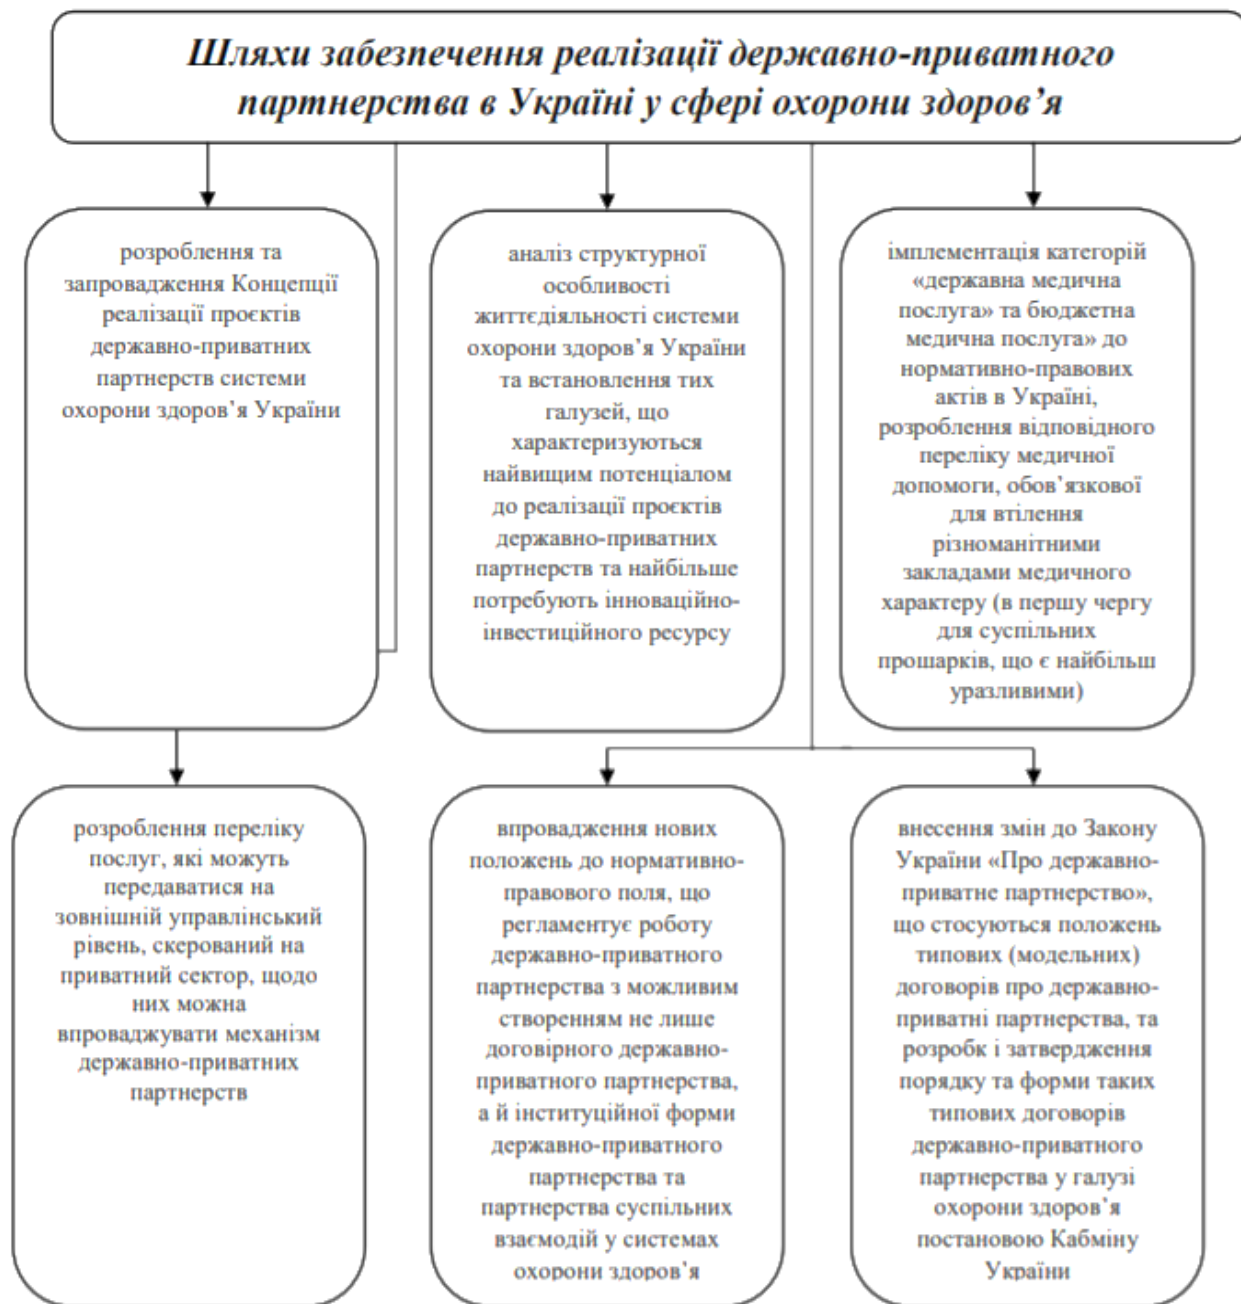 Шляхи забезпечення реалізації державно-приватного
партнерства в Україні у сфері охорони здоров’я
розроблення та
запровадження Концепції
реалізації проєктів
державно-приватних
партнерств системи
охорони здоров’я України
аналіз структурної
особливості
життєдіяльності системи
охорони здоров’я України
та встановлення тих
галузей, що
характеризуються
найвищим потенціалом
до реалізації проєктів
державно-приватних
партнерств та найбільше
потребують інноваційно-
інвестиційного ресурсу
імплементація категорій
«державна медична
послуга» та бюджетна
медична послуга» до
нормативно-правових
актів в Україні,
розроблення відповідного
переліку медичної
допомоги, обов’язкової
для втілення
різноманітними
закладами медичного
характеру (в першу чергу
для суспільних
прошарків, що є найбільш
уразливими)
розроблення переліку
послуг, які можуть
передаватися на
зовнішній управлінський
рівень, скерований на
приватний сектор, щодо
них можна
впроваджувати механізм
державно-приватних
партнерств
впровадження нових
положень до нормативно-
правового поля, що
регламентує роботу
державно-приватного
партнерства з можливим
створенням не лише
договірного державно-
приватного партнерства,
а й інституційної форми
державно-приватного
партнерства та
партнерства суспільних
взаємодій у системах
охорони здоров’я
внесення змін до Закону
України «Про державно-
приватне партнерство»,
що стосуються положень
типових (модельних)
договорів про державно-
приватні партнерства, та
розробк і затвердження
порядку та форми таких
типових договорів
державно-приватного
партнерства у галузі
охорони здоров’я
постановою Кабміну
України